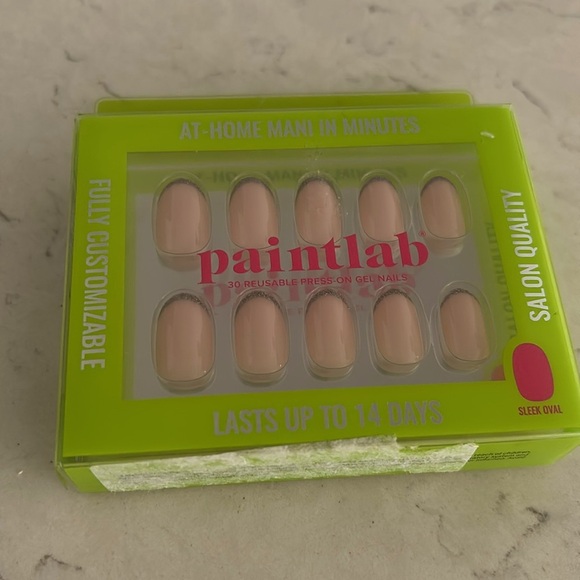 AT-HOME MANI IN MINUTES
FULLY CUSTOMIZABLE
paintlab
30 REUSABLE PRESS-ON GEL NAILS
SALON QUALITY
SLEEK OVAL
LASTS UP TO 14 DAYS